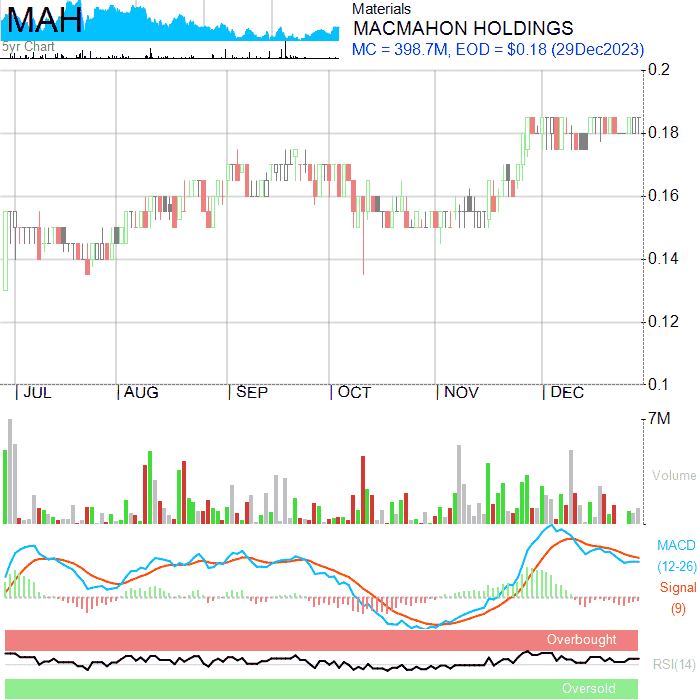 MAH
5yr Chart
Materials
MACMAHON HOLDINGS
MC = 398.7M, EOD = $0.18 (29Dec2023)
0.2
0.18
0.16
0.14
0.12
0.1
| JUL | AUG | SEP | OCT | NOV | DEC
7M
Volume
MACD
(12-26)
Signal
(9)
Overbought
RSI(14)
Oversold